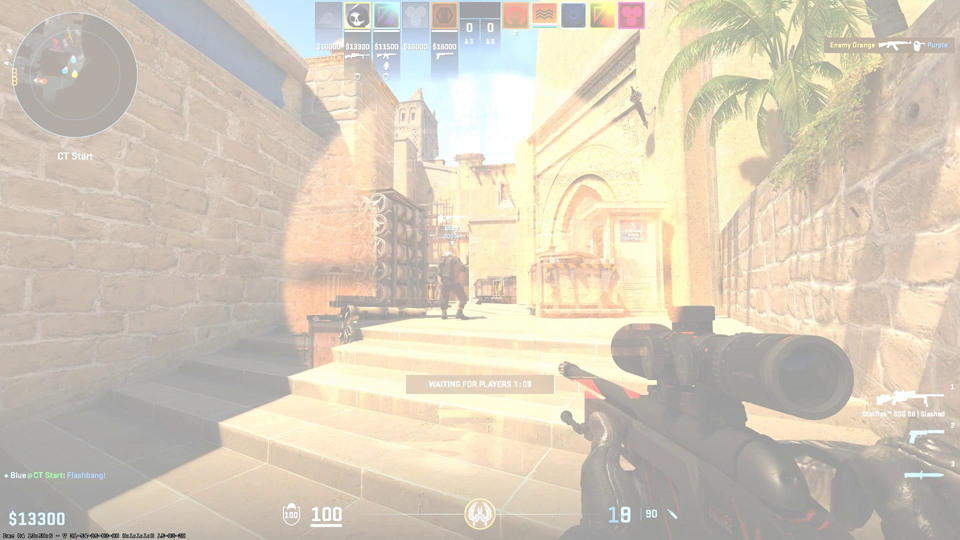 $16000 $13300 $11500 $16000 $16000
0 0
Enemy Orange Purple
CT Start
WAITING FOR PLAYERS 1:09
1
StatTrak™ SSG 08 | Slashed
2
3
● Blue@CT Start: Flashbang!
$13300
100 100
18 | 90